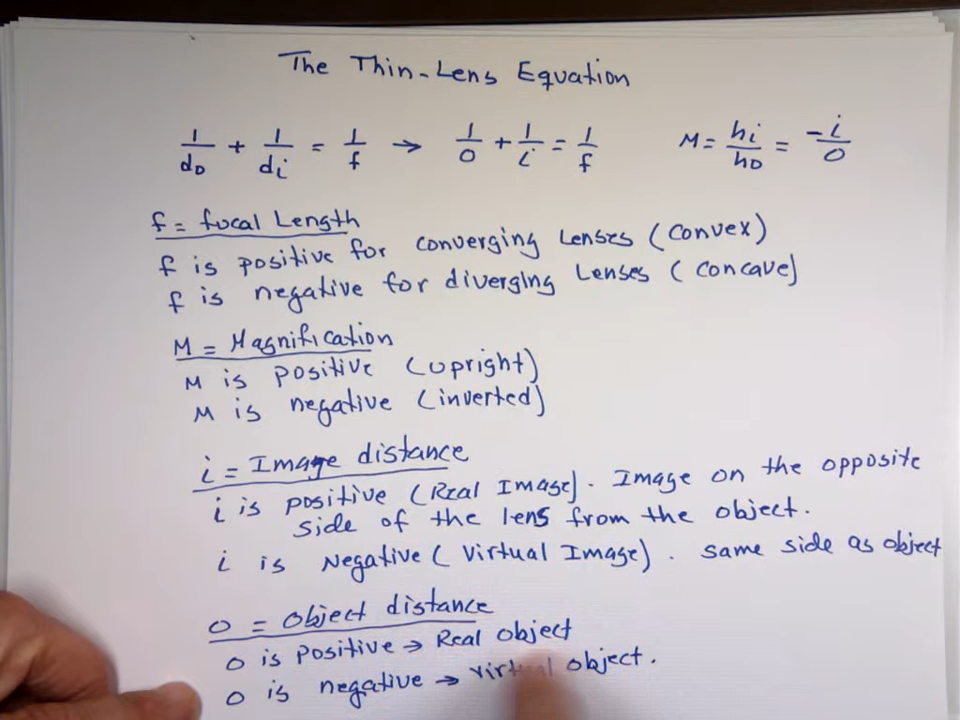 The Thin-Lens Equation
1/do + 1/di = 1/f → 1/o + 1/i = 1/f M = hi/ho = -i/o
f = focal Length
f is positive for converging Lenses (convex)
f is negative for diverging Lenses (concave)
M = Magnification
M is positive (upright)
M is negative (inverted)
i = Image distance
i is positive (Real Image). Image on the opposite
side of the lens from the object.
i is Negative (Virtual Image). same side as object
o = Object distance
o is positive → Real object
o is negative → virtual object.